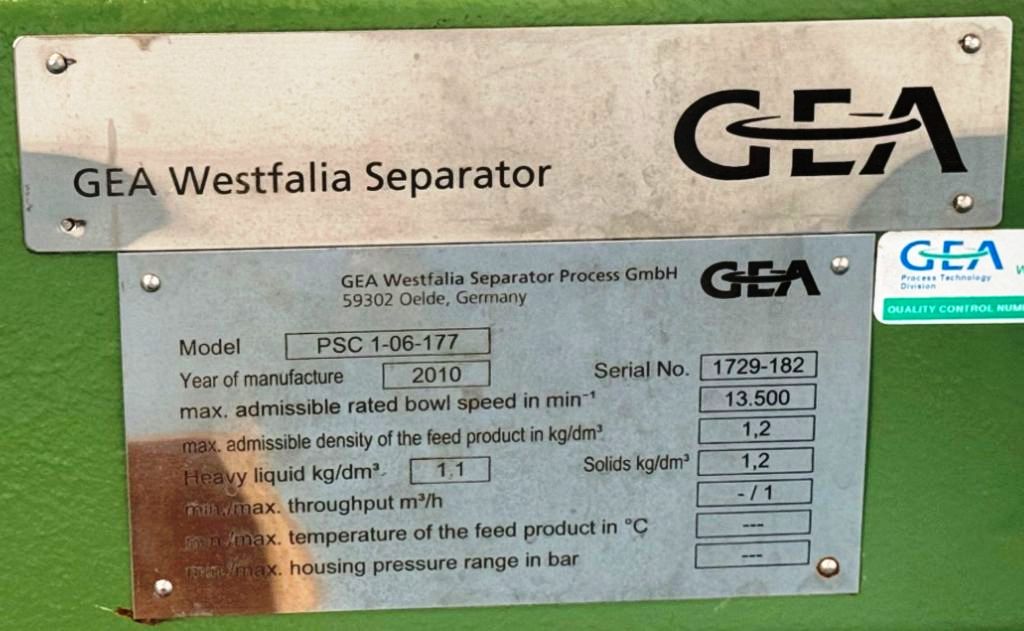 GEA Westfalia Separator
GEA
GEA Westfalia Separator Process GmbH
59302 Oelde, Germany
GEA
GEA
Process Technology
Division
QUALITY CONTROL
Model PSC 1-06-177
Year of manufacture 2010 Serial No. 1729-182
max. admissible rated bowl speed in min⁻¹ 13.500
max. admissible density of the feed product in kg/dm³ 1,2
Heavy liquid kg/dm³ 1,1 Solids kg/dm³ 1,2
min./max. throughput m³/h - / 1
min./max. temperature of the feed product in °C ---
min./max. housing pressure range in bar ---